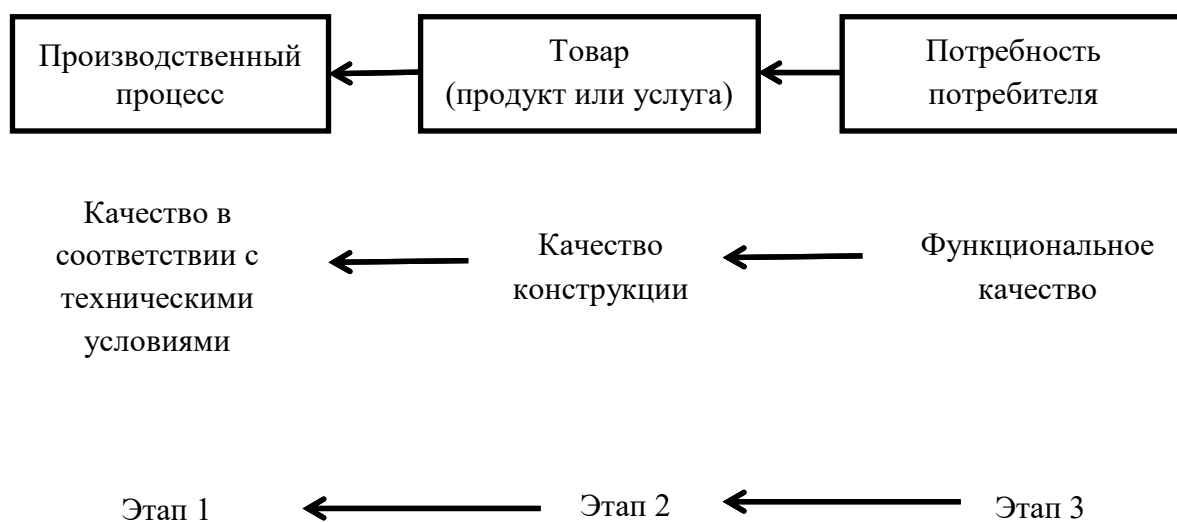 Производственный
процесс
Товар
(продукт или услуга)
Потребность
потребителя
Качество в
соответствии с
техническими
условиями
Качество
конструкции
Функциональное
качество
Этап 1
Этап 2
Этап 3